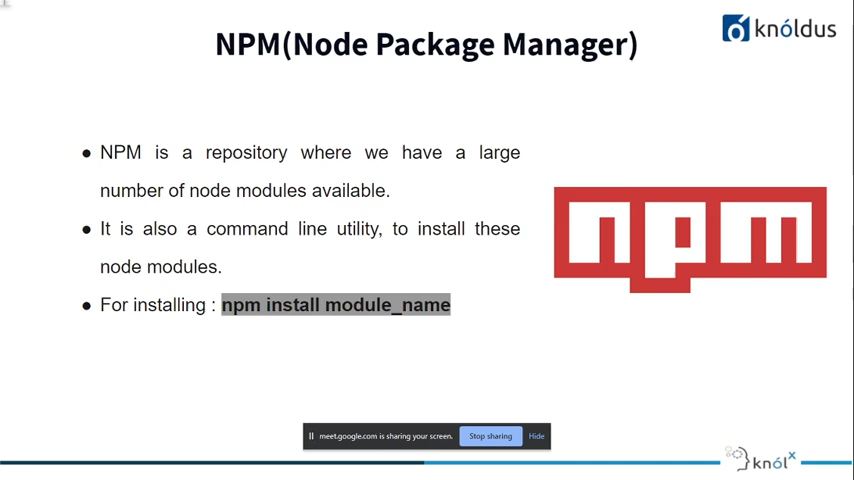 NPM(Node Package Manager)
knóldus
● NPM is a repository where we have a large
number of node modules available.
● It is also a command line utility, to install these
node modules.
● For installing : npm install module_name
npm
meet.google.com is sharing your screen. Stop sharing Hide
knólx